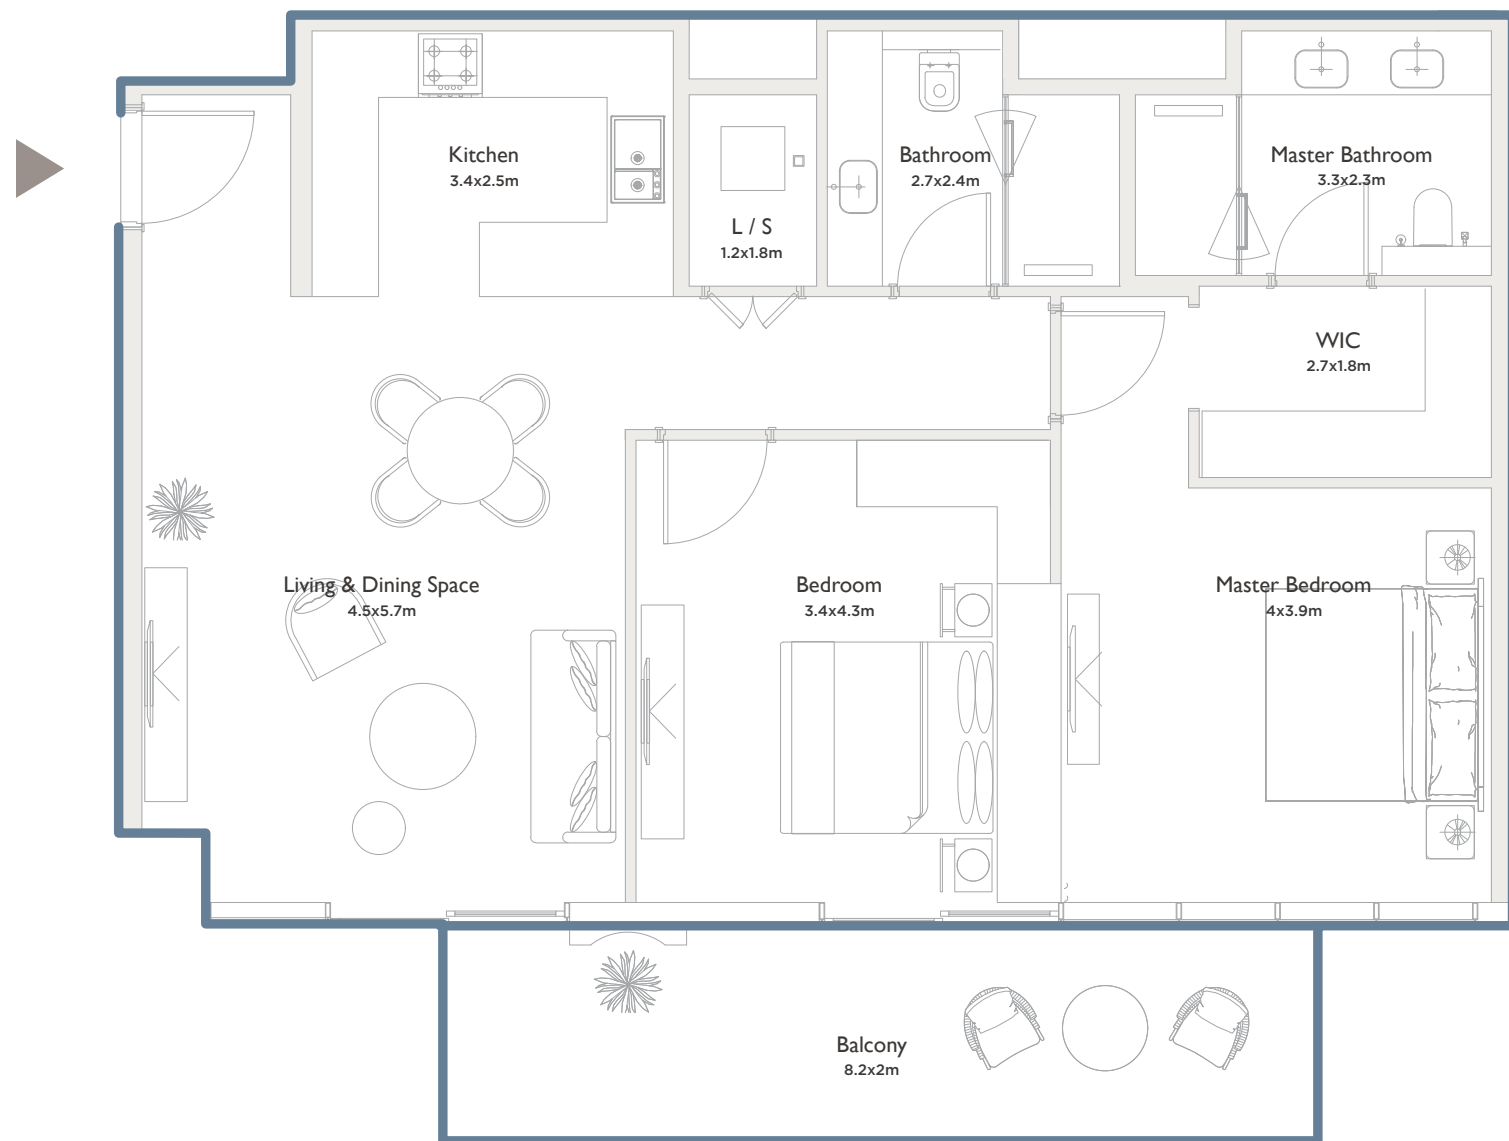 Kitchen
3.4x2.5m
Bathroom
2.7x2.4m
Master Bathroom
3.3x2.3m
L / S
1.2x1.8m
WIC
2.7x1.8m
Living & Dining Space
4.5x5.7m
Bedroom
3.4x4.3m
Master Bedroom
4x3.9m
Balcony
8.2x2m